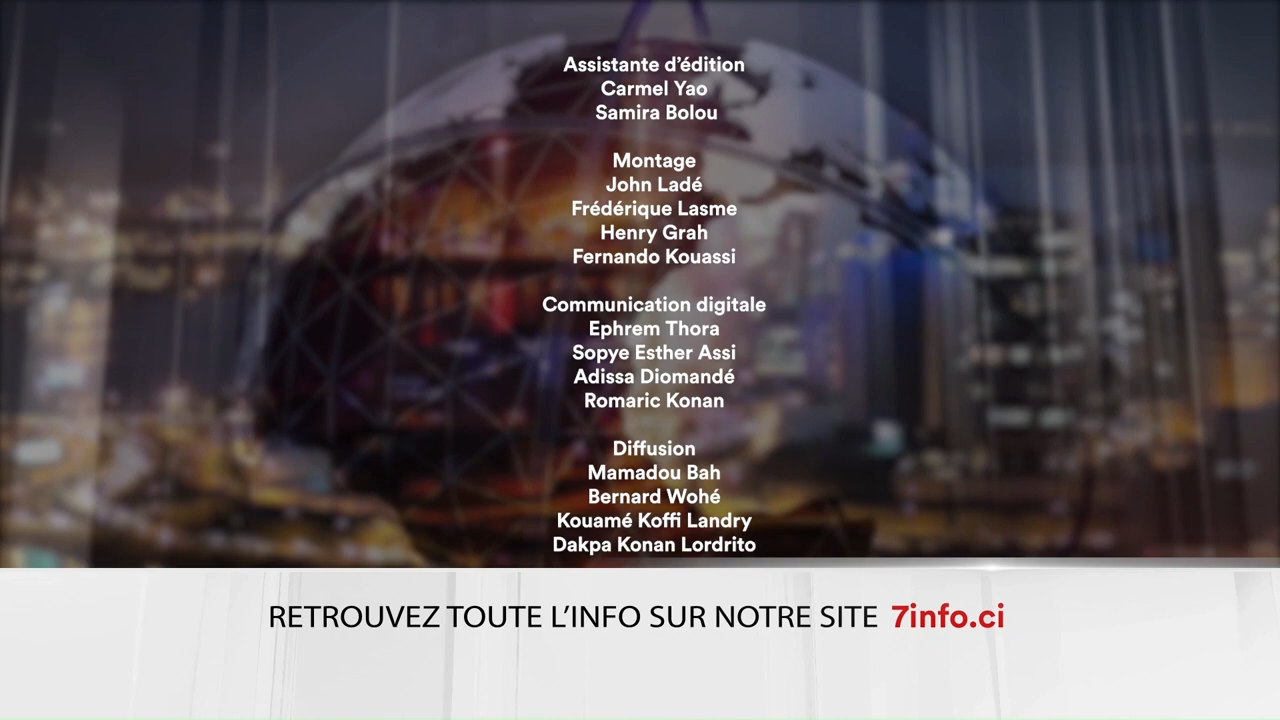 Assistante d’édition
Carmel Yao
Samira Bolou
Montage
John Ladé
Frédérique Lasme
Henry Grah
Fernando Kouassi
Communication digitale
Ephrem Thora
Sopye Esther Assi
Adissa Diomandé
Romaric Konan
Diffusion
Mamadou Bah
Bernard Wohé
Kouamé Koffi Landry
Dakpa Konan Lordrito
RETROUVEZ TOUTE L’INFO SUR NOTRE SITE 7info.ci